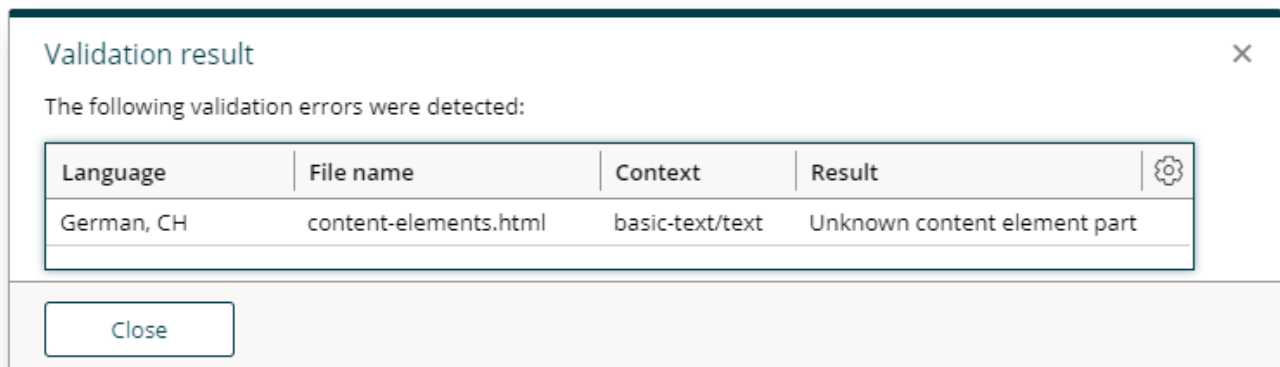 Validation result
The following validation errors were detected:
Language File name Context Result
German, CH content-elements.html basic-text/text Unknown content element part
Close